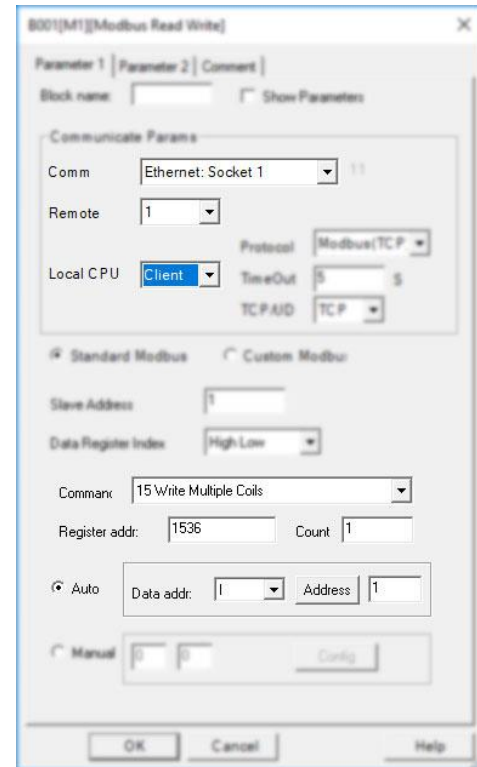 B001[M1][Modbus Read Write]
Parameter 1 Parameter 2 Comment
Block name: Show Parameters
Communicate Params
Comm Ethernet: Socket 1 11
Remote 1
Protocol Modbus(TCP
Local CPU Client TimeOut 5 S
TCP/UD TCP
Standard Modbus Custom Modbu
Slave Address 1
Data Register Index High Low
Comman 15 Write Multiple Coils
Register addr: 1536 Count 1
Auto Data addr: I Address 1
Manual 0 0 Config
OK Cancel Help